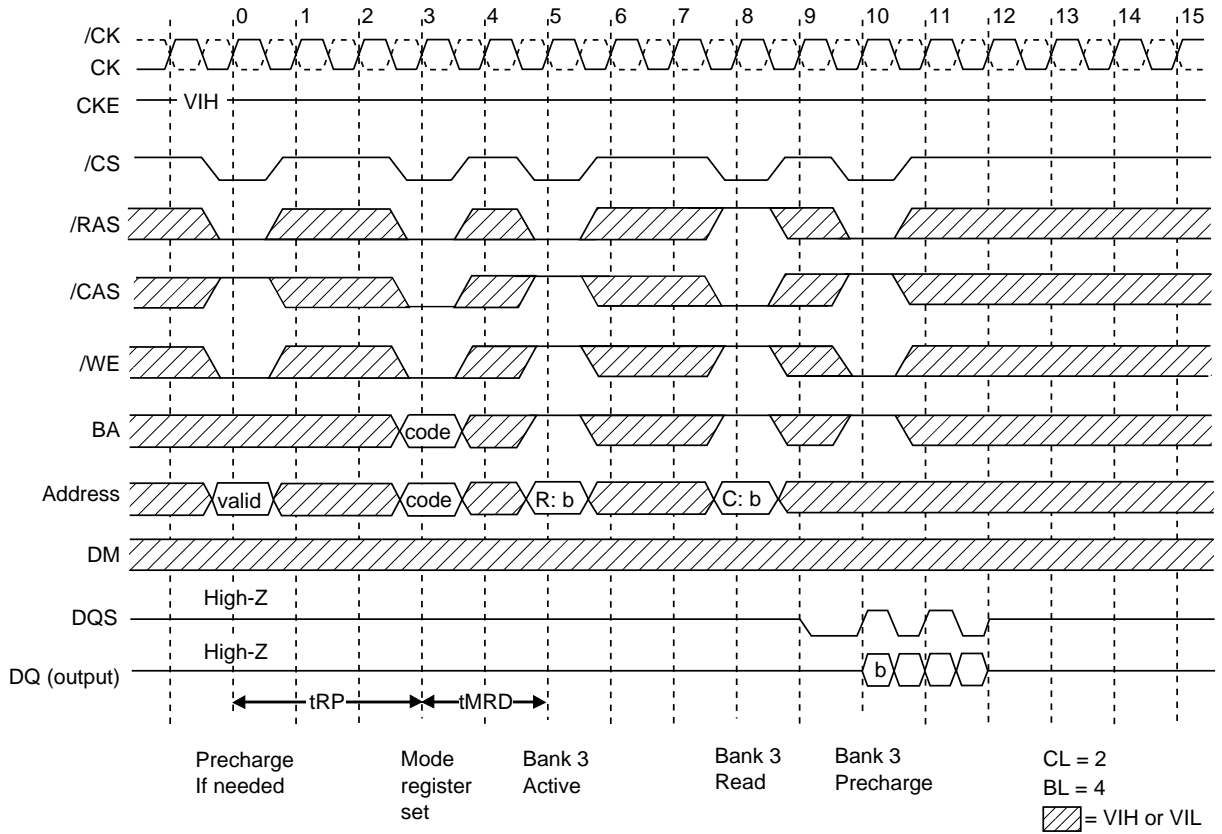 0 1 2 3 4 5 6 7 8 9 10 11 12 13 14 15
/CK
CK
CKE VIH
/CS
/RAS
/CAS
/WE
BA code
Address valid code R: b C: b
DM
High-Z
DQS
High-Z
DQ (output) b
tRP tMRD
Precharge If needed
Mode register set
Bank 3 Active
Bank 3 Read
Bank 3 Precharge
CL = 2
BL = 4
= VIH or VIL